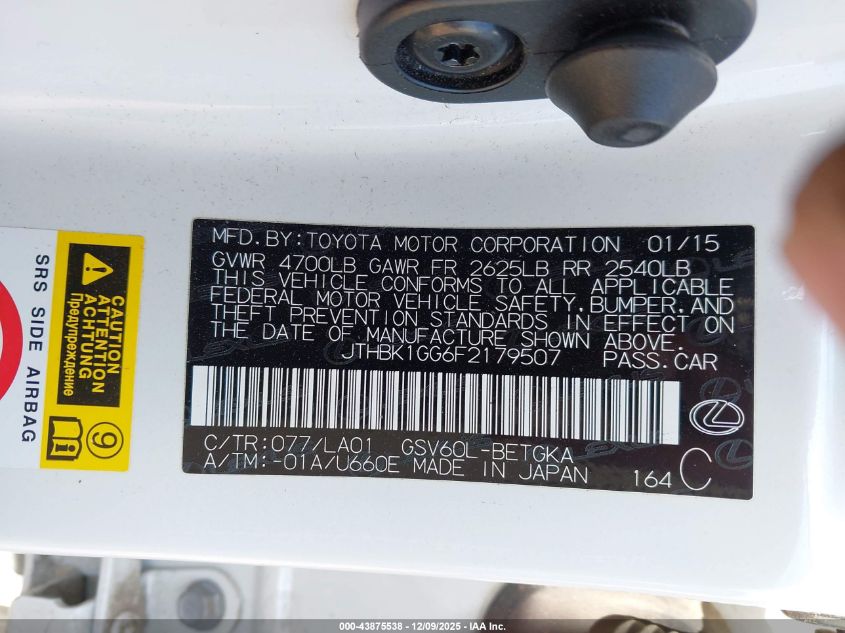 MFD.BY:TOYOTA MOTOR CORPORATION 01/15
GVWR 4700LB GAWR FR 2625LB RR 2540LB
THIS VEHICLE CONFORMS TO ALL APPLICABLE
FEDERAL MOTOR VEHICLE SAFETY,BUMPER,AND
THEFT PREVENTION STANDARDS IN EFFECT ON
THE DATE OF MANUFACTURE SHOWN ABOVE.
JTHBK1GG6F2179507 PASS.CAR
C/TR:077/LA01 GSV60L-BETGKA
A/TM:-01A/U660E MADE IN JAPAN 164 C
SRS SIDE AIRBAG
CAUTION
ATTENTION
ACHTUNG
Предупреждение
9
000-43875538 - 12/09/2025 - IAA Inc.